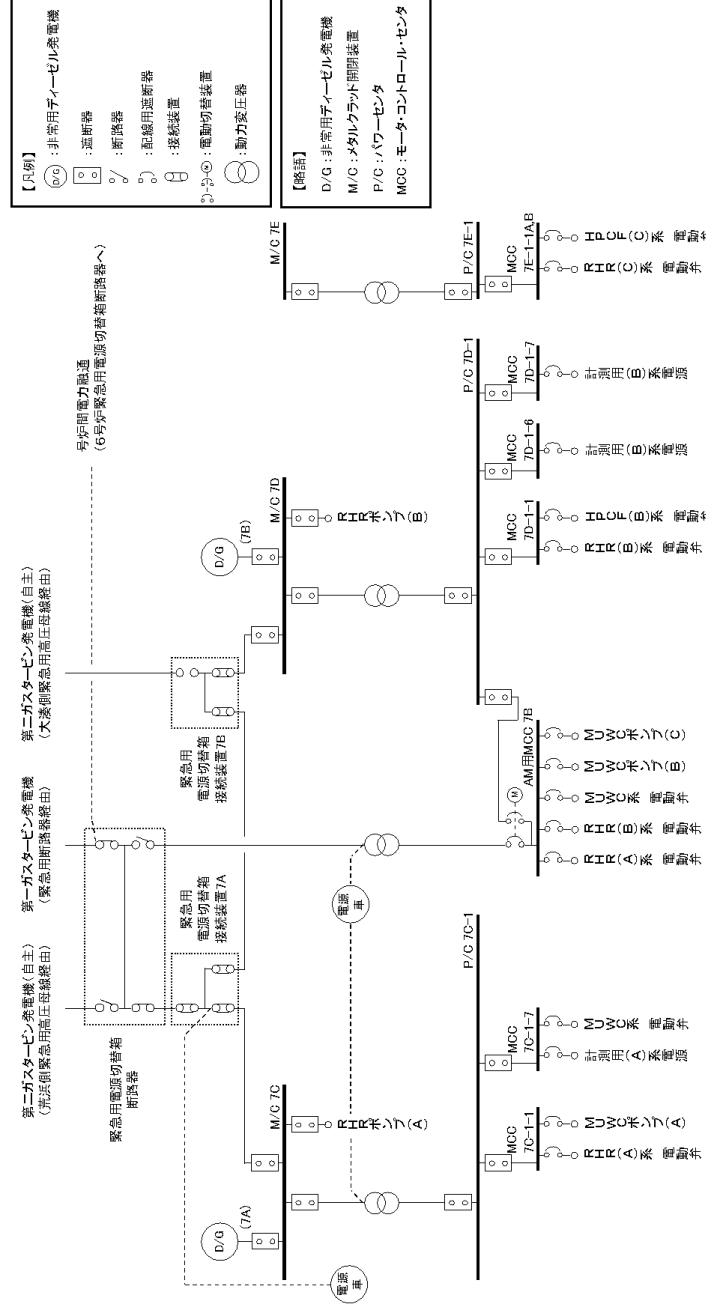 第二ガスタービン発電機(自主)
(荒浜側緊急用高圧母線経由)
第一ガスタービン発電機
(緊急用断路器経由)
第二ガスタービン発電機(自主)
(大湊側緊急用高圧母線経由)
号炉間電力融通
(6号炉緊急用電源切替箱断路器へ)
緊急用電源切替箱
断路器
緊急用
電源切替箱
接続装置7A
緊急用
電源切替箱
接続装置7B
D/G
(7A)
M/C 7C
RHRポンプ(A)
D/G
(7B)
M/C 7D
RHRポンプ(B)
M/C 7E
電源
車
電源
車
P/C 7C-1
MCC
7C-1-1
RHR(A)系 電動弁
MUWCポンプ(A)
MCC
7C-1-7
計測用(A)系電源
MUWC系 電動弁
M
AM用MCC 7B
RHR(A)系 電動弁
RHR(B)系 電動弁
MUWC系 電動弁
MUWCポンプ(B)
MUWCポンプ(C)
P/C 7D-1
MCC
7D-1-1
RHR(B)系 電動弁
HPCF(B)系 電動弁
MCC
7D-1-6
計測用(B)系電源
MCC
7D-1-7
計測用(B)系電源
P/C 7E-1
MCC
7E-1-1A,B
RHR(C)系 電動弁
HPCF(C)系 電動弁
【凡例】
D/G :非常用ディーゼル発電機
:遮断器
:断路器
:配線用遮断器
:接続装置
M :電動切替装置
:動力変圧器
【略語】
D/G :非常用ディーゼル発電機
M/C :メタルクラッド開閉装置
P/C :パワーセンタ
MCC :モータ・コントロール・センタ